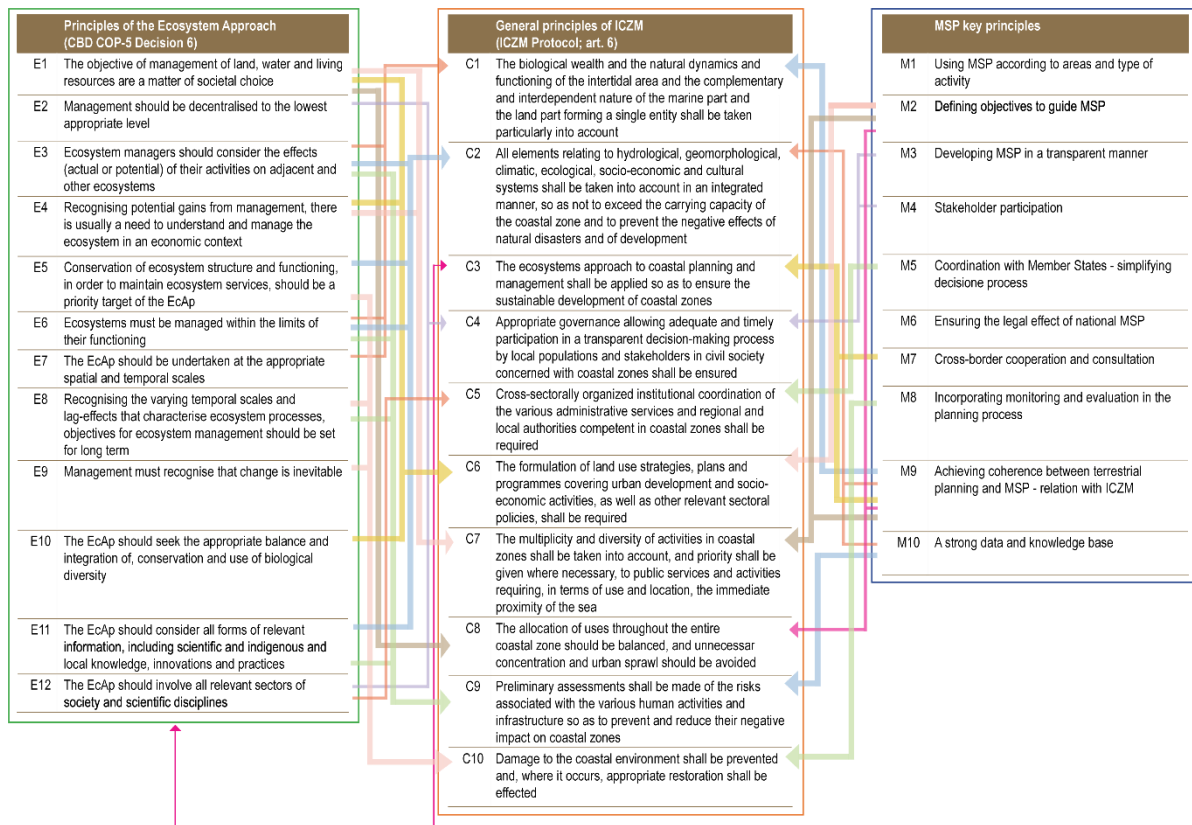 Principles of the Ecosystem Approach
(CBD COP-5 Decision 6)
E1 The objective of management of land, water and living
resources are a matter of societal choice
E2 Management should be decentralised to the lowest
appropriate level
E3 Ecosystem managers should consider the effects
(actual or potential) of their activities on adjacent and
other ecosystems
E4 Recognising potential gains from management, there
is usually a need to understand and manage the
ecosystem in an economic context
E5 Conservation of ecosystem structure and functioning,
in order to maintain ecosystem services, should be a
priority target of the EcAp
E6 Ecosystems must be managed within the limits of
their functioning
E7 The EcAp should be undertaken at the appropriate
spatial and temporal scales
E8 Recognising the varying temporal scales and
lag-effects that characterise ecosystem processes,
objectives for ecosystem management should be set
for long term
E9 Management must recognise that change is inevitable
E10 The EcAp should seek the appropriate balance and
integration of, conservation and use of biological
diversity
E11 The EcAp should consider all forms of relevant
information, including scientific and indigenous and
local knowledge, innovations and practices
E12 The EcAp should involve all relevant sectors of
society and scientific disciplines
General principles of ICZM
(ICZM Protocol; art. 6)
C1 The biological wealth and the natural dynamics and
functioning of the intertidal area and the complementary
and interdependent nature of the marine part and
the land part forming a single entity shall be taken
particularly into account
C2 All elements relating to hydrological, geomorphological,
climatic, ecological, socio-economic and cultural
systems shall be taken into account in an integrated
manner, so as not to exceed the carrying capacity of
the coastal zone and to prevent the negative effects of
natural disasters and of development
C3 The ecosystems approach to coastal planning and
management shall be applied so as to ensure the
sustainable development of coastal zones
C4 Appropriate governance allowing adequate and timely
participation in a transparent decision-making process
by local populations and stakeholders in civil society
concerned with coastal zones shall be ensured
C5 Cross-sectorally organized institutional coordination of
the various administrative services and regional and
local authorities competent in coastal zones shall be
required
C6 The formulation of land use strategies, plans and
programmes covering urban development and socio-
economic activities, as well as other relevant sectoral
policies, shall be required
C7 The multiplicity and diversity of activities in coastal
zones shall be taken into account, and priority shall be
given where necessary, to public services and activities
requiring, in terms of use and location, the immediate
proximity of the sea
C8 The allocation of uses throughout the entire
coastal zone should be balanced, and unnecessar
concentration and urban sprawl should be avoided
C9 Preliminary assessments shall be made of the risks
associated with the various human activities and
infrastructure so as to prevent and reduce their negative
impact on coastal zones
C10 Damage to the coastal environment shall be prevented
and, where it occurs, appropriate restoration shall be
effected
MSP key principles
M1 Using MSP according to areas and type of
activity
M2 Defining objectives to guide MSP
M3 Developing MSP in a transparent manner
M4 Stakeholder participation
M5 Coordination with Member States - simplifying
decisione process
M6 Ensuring the legal effect of national MSP
M7 Cross-border cooperation and consultation
M8 Incorporating monitoring and evaluation in the
planning process
M9 Achieving coherence between terrestrial
planning and MSP - relation with ICZM
M10 A strong data and knowledge base